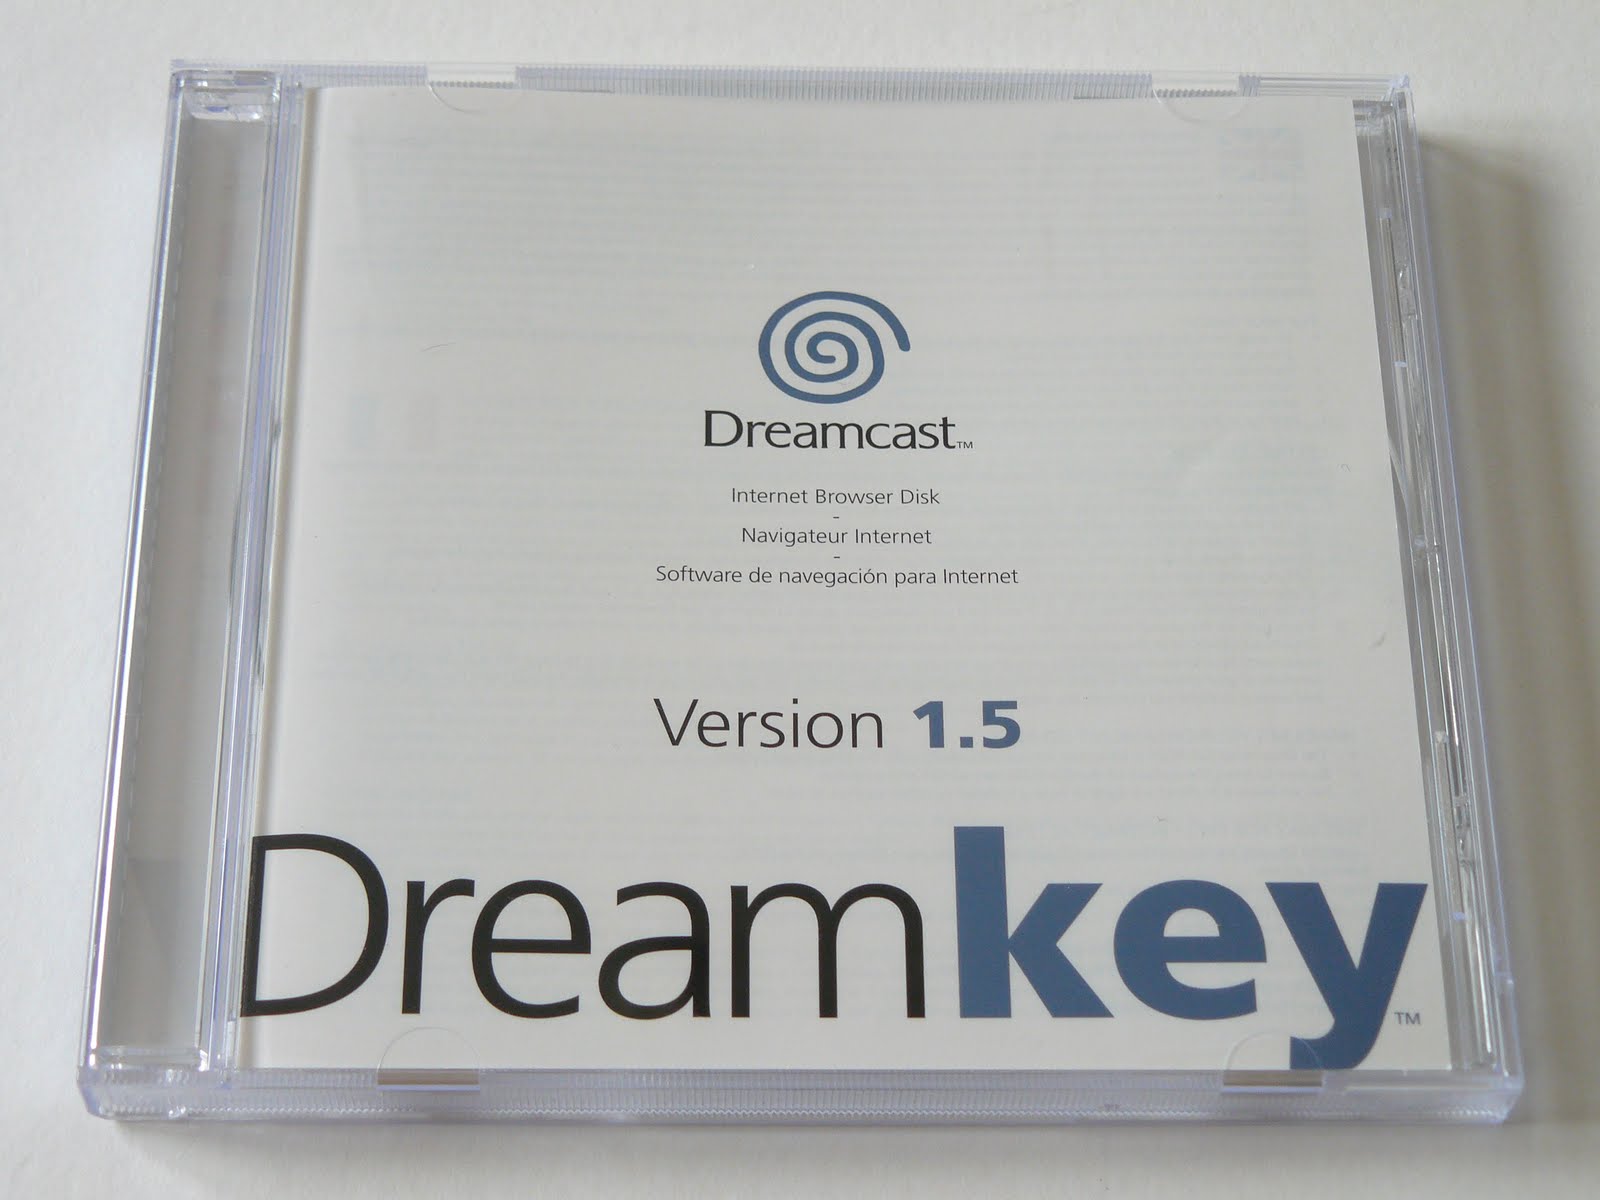 Dreamcast™
Internet Browser Disk
-
Navigateur Internet
-
Software de navegación para Internet
Version 1.5
Dreamkey™